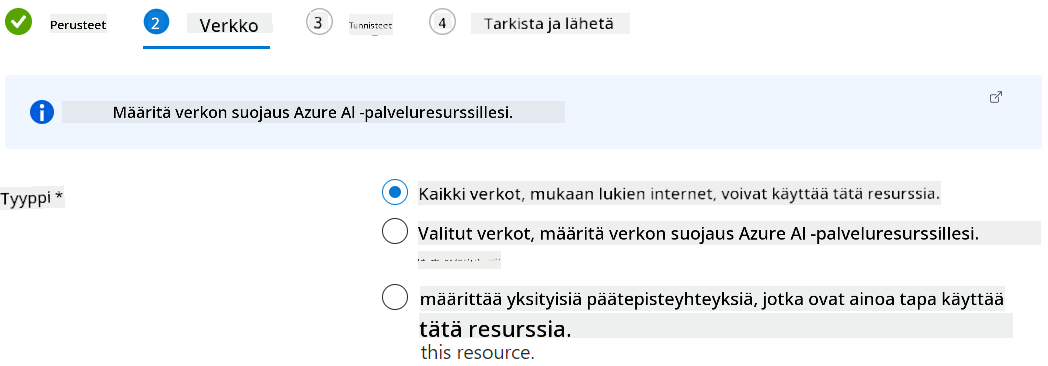 Perusteet
2 Verkko
3 Tunnisteet
4 Tarkista ja lähetä
Määritä verkon suojaus Azure AI -palveluresurssillesi.
Tyyppi *
Kaikki verkot, mukaan lukien internet, voivat käyttää tätä resurssia.
Valitut verkot, määritä verkon suojaus Azure AI -palveluresurssillesi.
määrittää yksityisiä päätepisteyhteyksiä, jotka ovat ainoa tapa käyttää
tätä resurssia.
this resource.